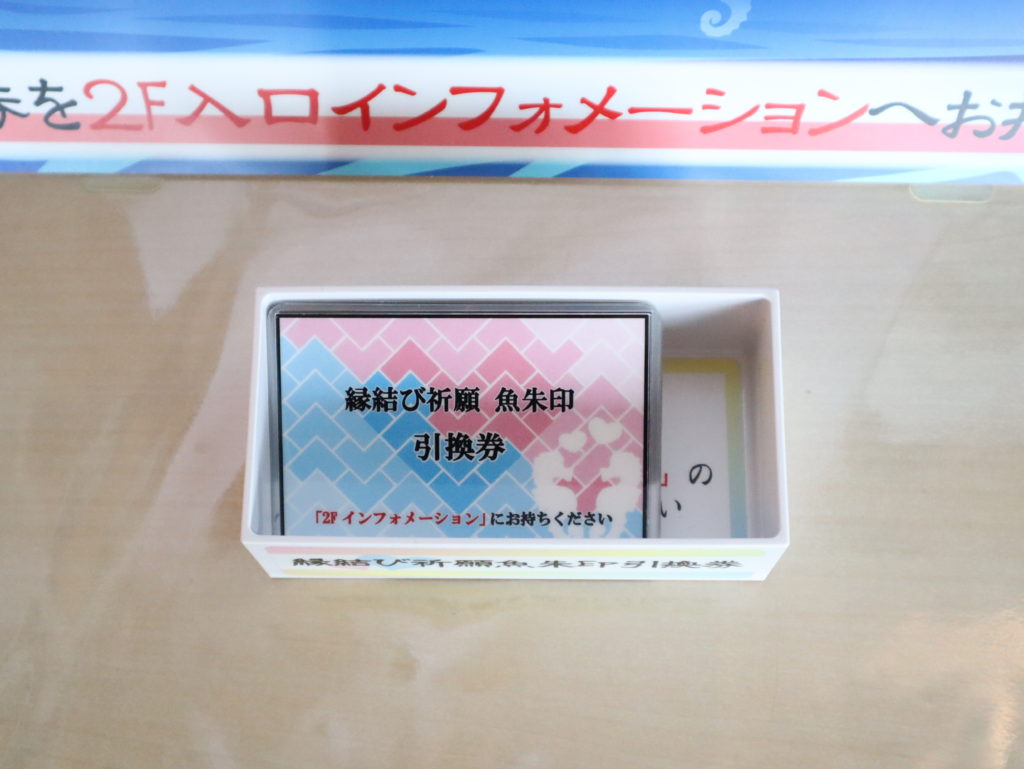 を2F入口インフォメーションへお
縁結び祈願 魚朱印
引換券
「2F インフォメーション」にお持ちください
」の
い
縁結び祈願魚朱印引換券